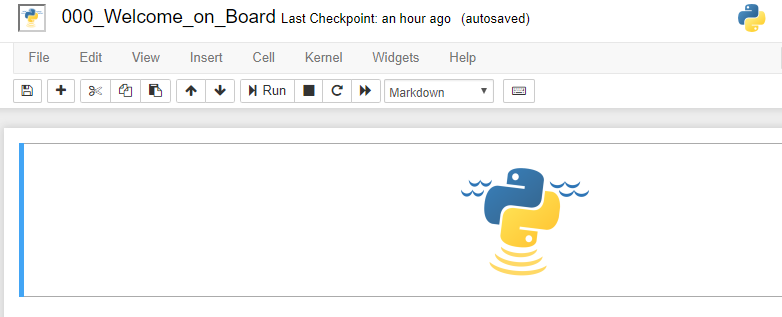 000_Welcome_on_Board Last Checkpoint: an hour ago (autosaved)
File Edit View Insert Cell Kernel Widgets Help
Run Markdown